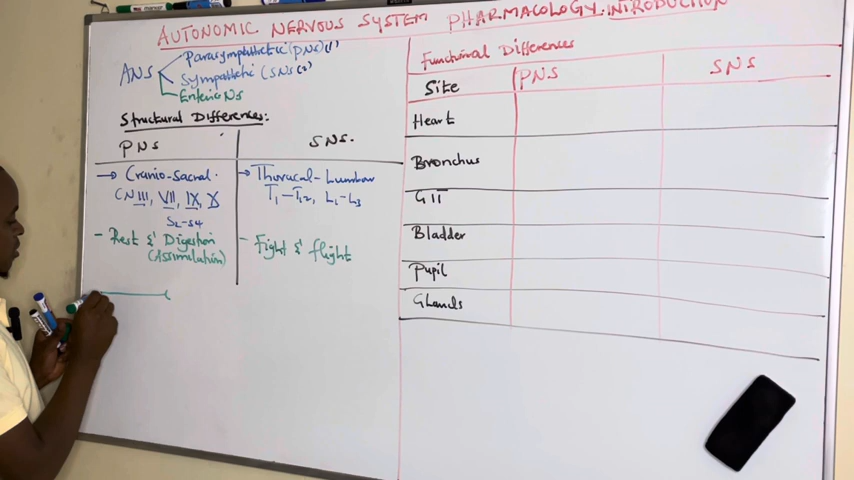 AUTONOMIC NERVOUS SYSTEM PHARMACOLOGY: INTRODUCTION
ANS
Parasympathetic (PNS)(1)
Sympathetic (SNS)(2)
Enteric NS
Structural Differences:
PNS SNS.
→ Cranio-Sacral.
CN III, VII, IX, X
S2-S4
- Rest & Digestion
(Assimilation)
→ Thoracal-Lumbar
T1-T12, L1-L3
- Fight & flight
Functional Differences
Site PNS SNS
Heart
Bronchus
GIT
Bladder
Pupil
Glands